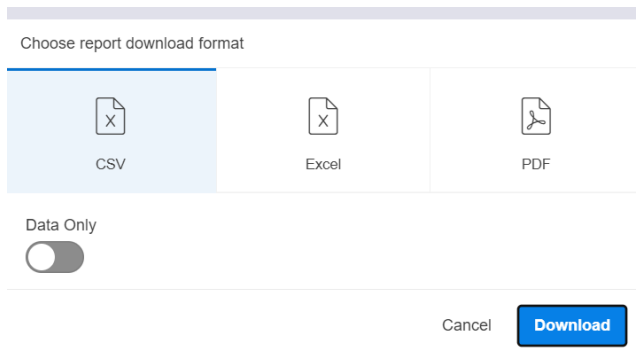 Choose report download format
CSV
Excel
PDF
Data Only
Cancel
Download